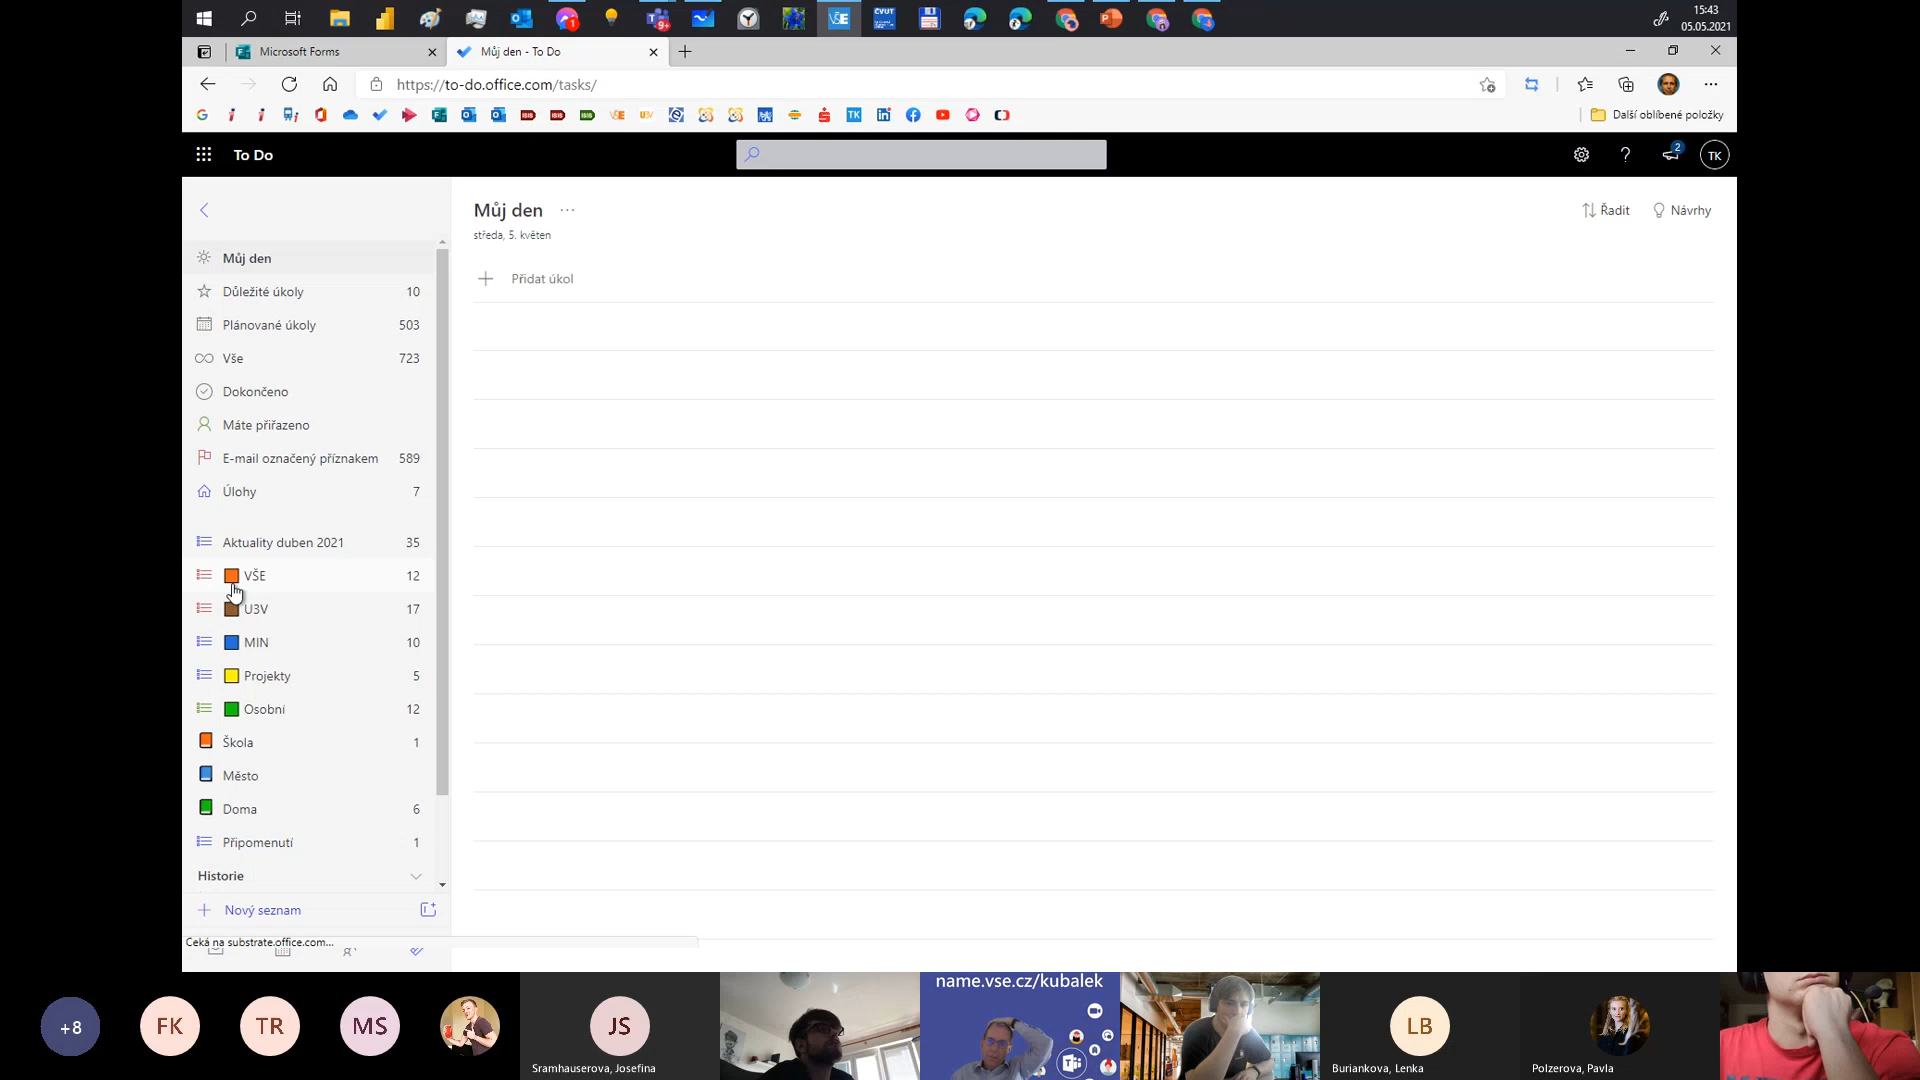 15:43
05.05.2021
Microsoft Forms
Můj den - To Do
https://to-do.office.com/tasks/
Další oblíbené položky
To Do
2
TK
Můj den
středa, 5. květen
Řadit
Návrhy
Přidat úkol
Můj den
Důležité úkoly 10
Plánované úkoly 503
Vše 723
Dokončeno
Máte přiřazeno
E-mail označený příznakem 589
Úlohy 7
Aktuality duben 2021 35
VŠE 12
U3V 17
MIN 10
Projekty 5
Osobní 12
Škola 1
Město
Doma 6
Připomenutí 1
Historie
Nový seznam
Čeká na substrate.office.com...
+8
FK
TR
MS
JS
Sramhauserova, Josefina
name.vse.cz/kubalek
LB
Buriankova, Lenka
Polzerova, Pavla